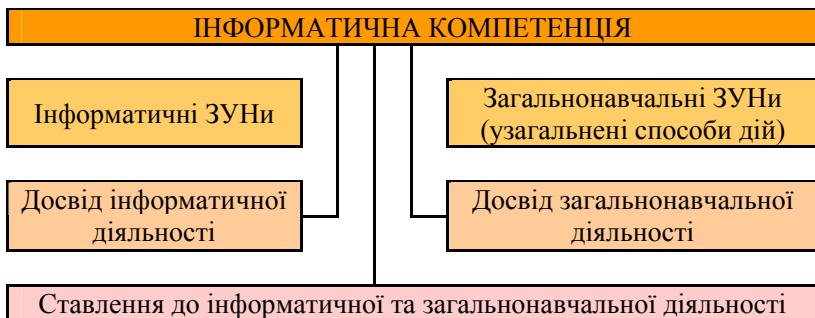 ІНФОРМАТИЧНА КОМПЕТЕНЦІЯ
Інформатичні ЗУНи
Загальнонавчальні ЗУНи
(узагальнені способи дій)
Досвід інформатичної
діяльності
Досвід загальнонавчальної
діяльності
Ставлення до інформатичної та загальнонавчальної діяльності